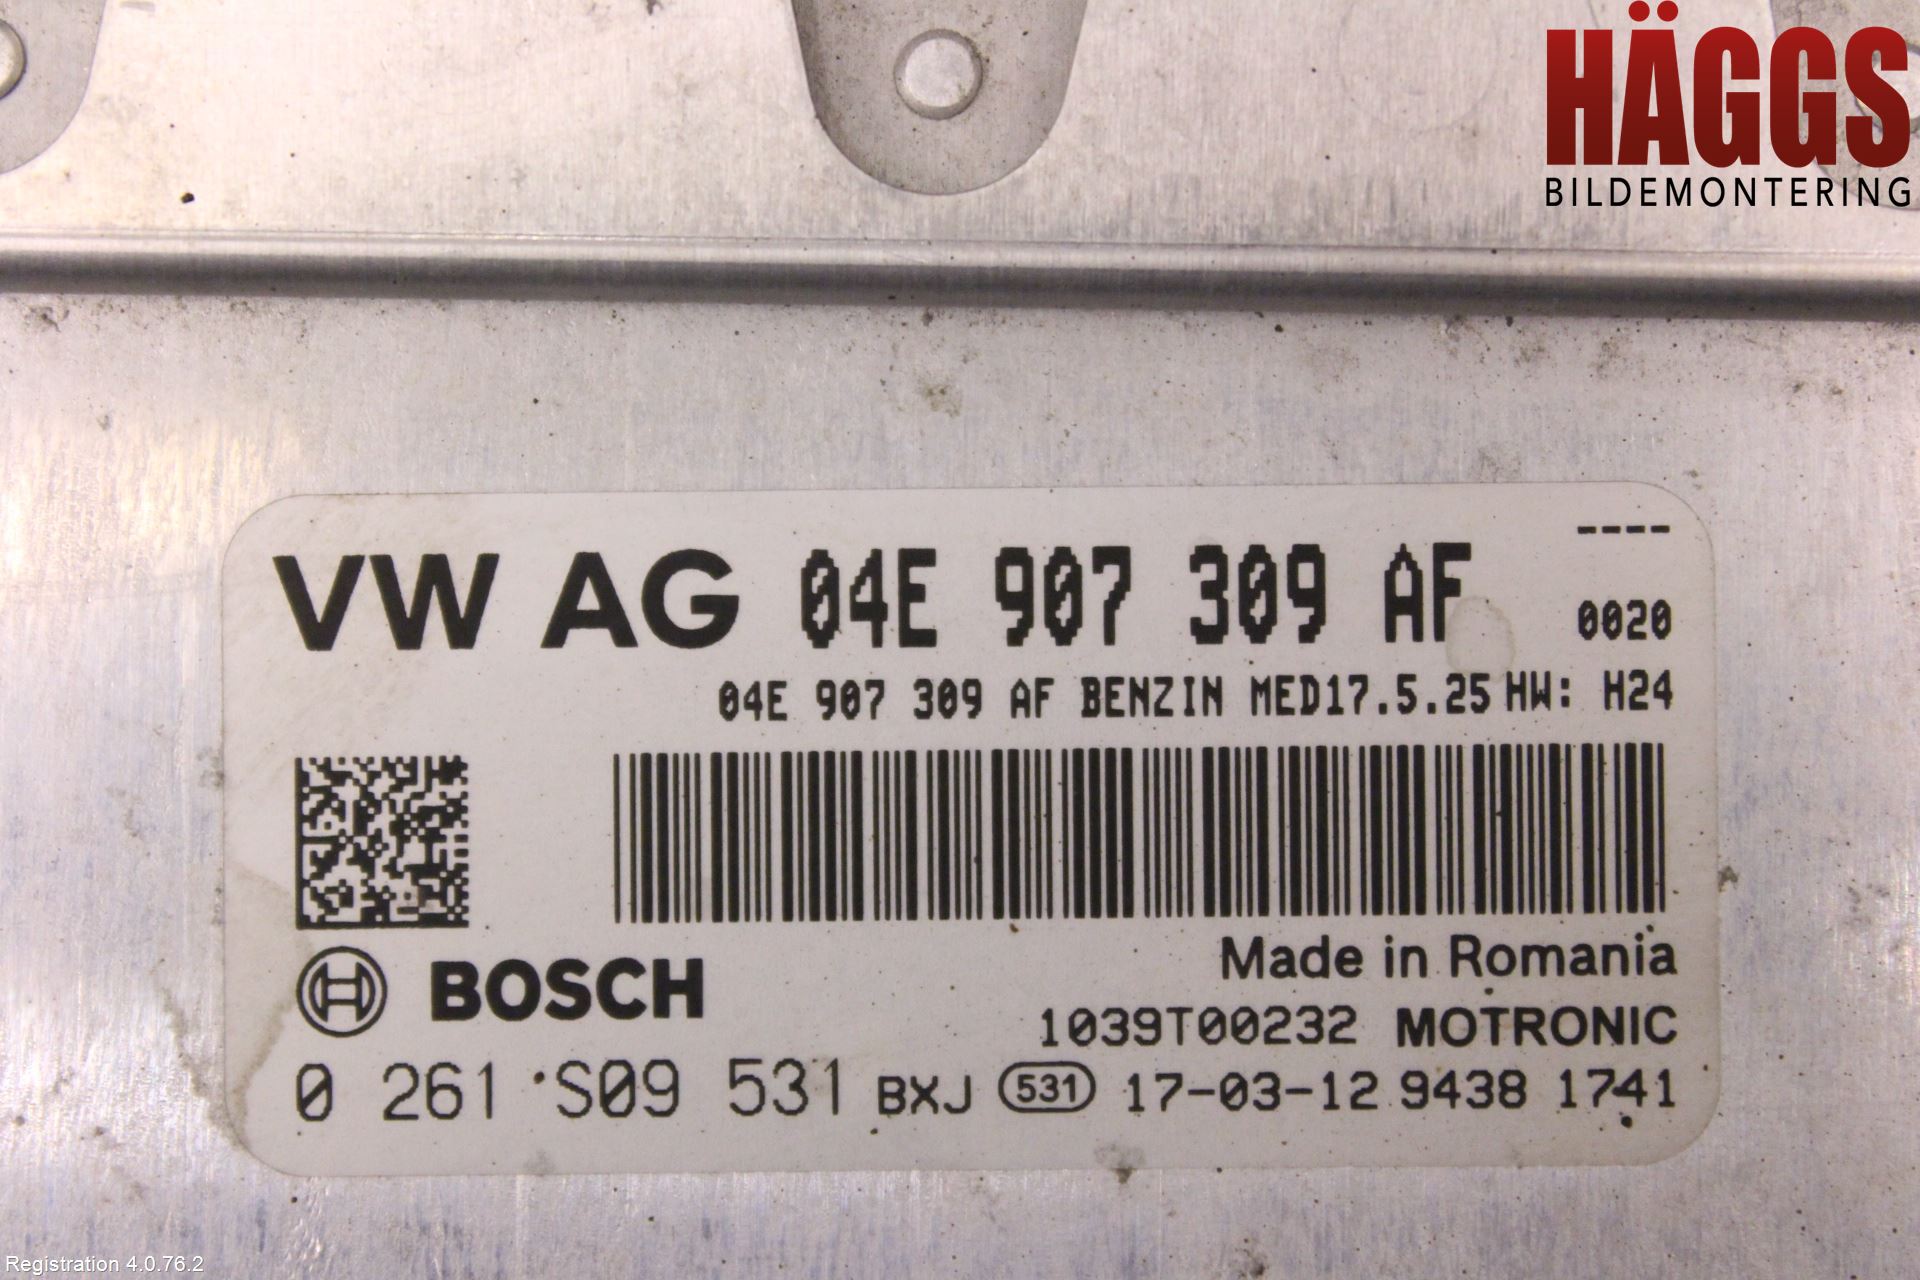 HÄGGS
BILDEMONTERING
----
VW AG 04E 907 309 AF 0020
04E 907 309 AF BENZIN MED17.5.25 HW: H24
BOSCH
Made in Romania
1039T00232 MOTRONIC
0 261 S09 531 BXJ 531 17-03-12 9438 1741
Registration 4.0.76.2